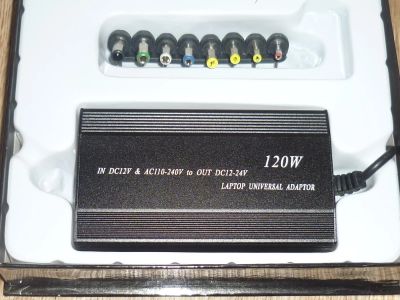 120W
IN DC12V & AC110-240V to OUT DC12-24V
LAPTOP UNIVERSAL ADAPTOR